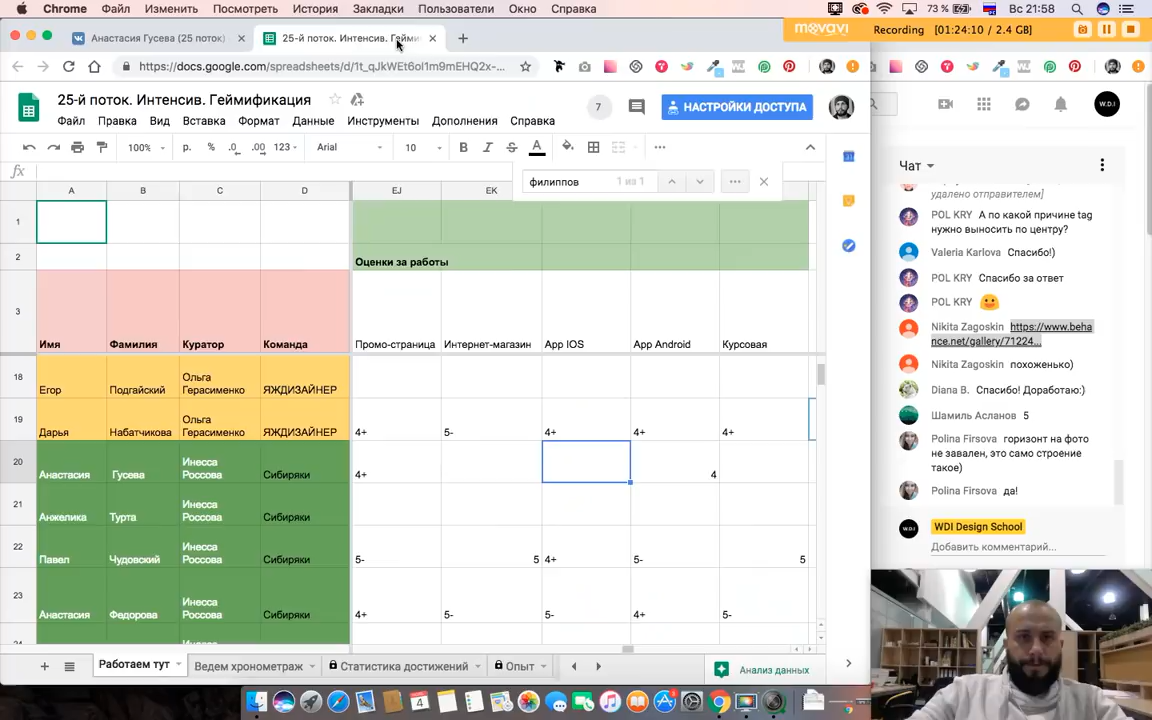 Chrome Файл Изменить Посмотреть История Закладки Пользователи Окно Справка 73 % Вс 21:58
Анастасия Гусева (25 поток)
25-й поток. Интенсив. Гейми
movavi Recording 01:24:10 / 2.4 GB
https://docs.google.com/spreadsheets/d/1t_qJkWEt6ol1m9mEHQ2x-...
25-й поток. Интенсив. Геймификация
Файл Правка Вид Вставка Формат Данные Инструменты Дополнения Справка
7
НАСТРОЙКИ ДОСТУПА
100% р. % .0 .00 123 Arial 10 B I S A
fx
филиппов 1 из 1
A B C D EJ EK
1
2 Оценки за работы
3 Имя Фамилия Куратор Команда Промо-страница Интернет-магазин App IOS App Android Курсовая
18 Егор Подгайский Ольга Герасименко ЯЖДИЗАЙНЕР
19 Дарья Набатчикова Ольга Герасименко ЯЖДИЗАЙНЕР 4+ 5- 4+ 4+ 4+
20 Анастасия Гусева Инесса Россова Сибиряки 4+ 4
21 Анжелика Турта Инесса Россова Сибиряки
22 Павел Чудовский Инесса Россова Сибиряки 5- 5 4+ 5- 5
23 Анастасия Федорова Инесса Россова Сибиряки 4+ 5- 5- 4+ 5-
Инесса
Работаем тут Ведем хронометраж Статистика достижений Опыт
Анализ данных
W.D.I
Чат
удалено отправителем]
POL KRY А по какой причине tag
нужно выносить по центру?
Valeria Karlova Спасибо!)
POL KRY Спасибо за ответ
POL KRY
Nikita Zagoskin https://www.beha
nce.net/gallery/71224...
Nikita Zagoskin похоженько)
Diana B. Спасибо! Доработаю:)
Шамиль Асланов 5
Polina Firsova горизонт на фото
не завален, это само строение
такое)
Polina Firsova да!
WDI Design School
Добавить комментарий...